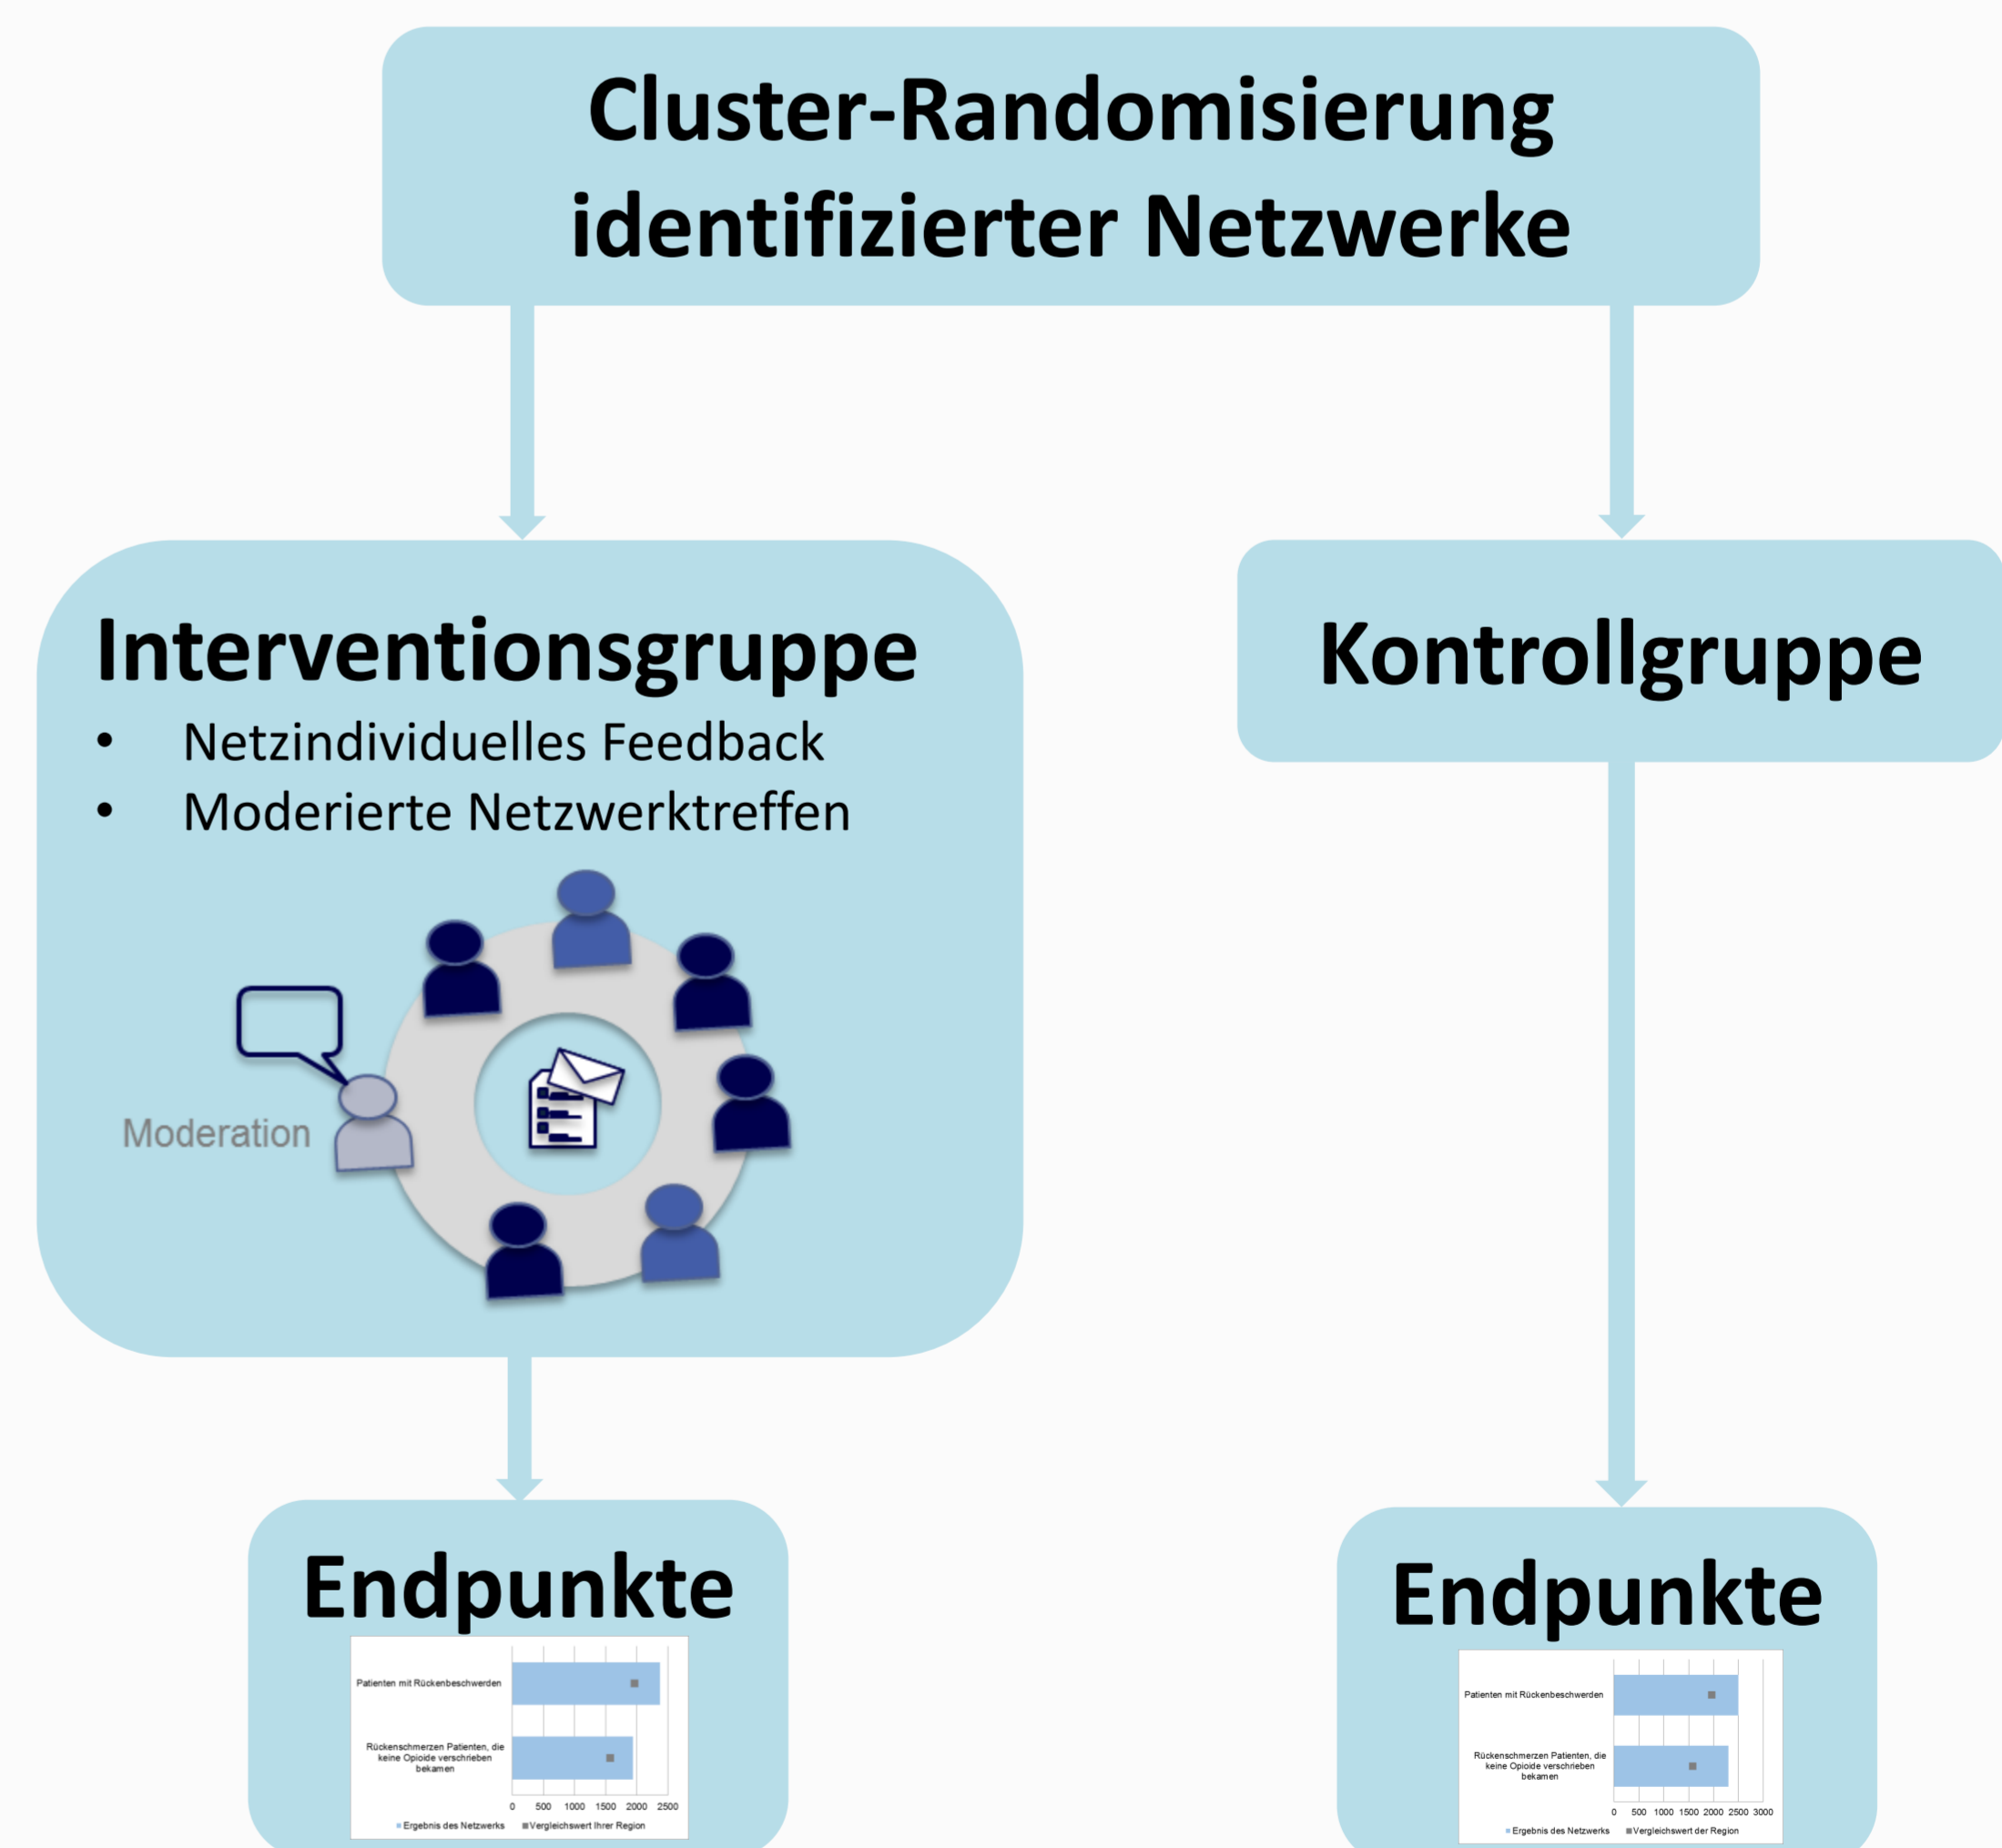 Cluster-Randomisierung
identifizierter Netzwerke
Interventionsgruppe
• Netzindividuelles Feedback
• Moderierte Netzwerktreffen
Moderation
Kontrollgruppe
Endpunkte
Patienten mit Rückenbeschwerden
Rückenschmerzen Patienten, die
keine Opioide verschrieben
bekamen
0 500 1000 1500 2000 2500
Ergebnis des Netzwerks Vergleichswert Ihrer Region
Endpunkte
Patienten mit Rückenbeschwerden
Rückenschmerzen Patienten, die
keine Opioide verschrieben
bekamen
0 500 1000 1500 2000 2500 3000
Ergebnis des Netzwerks Vergleichswert der Region